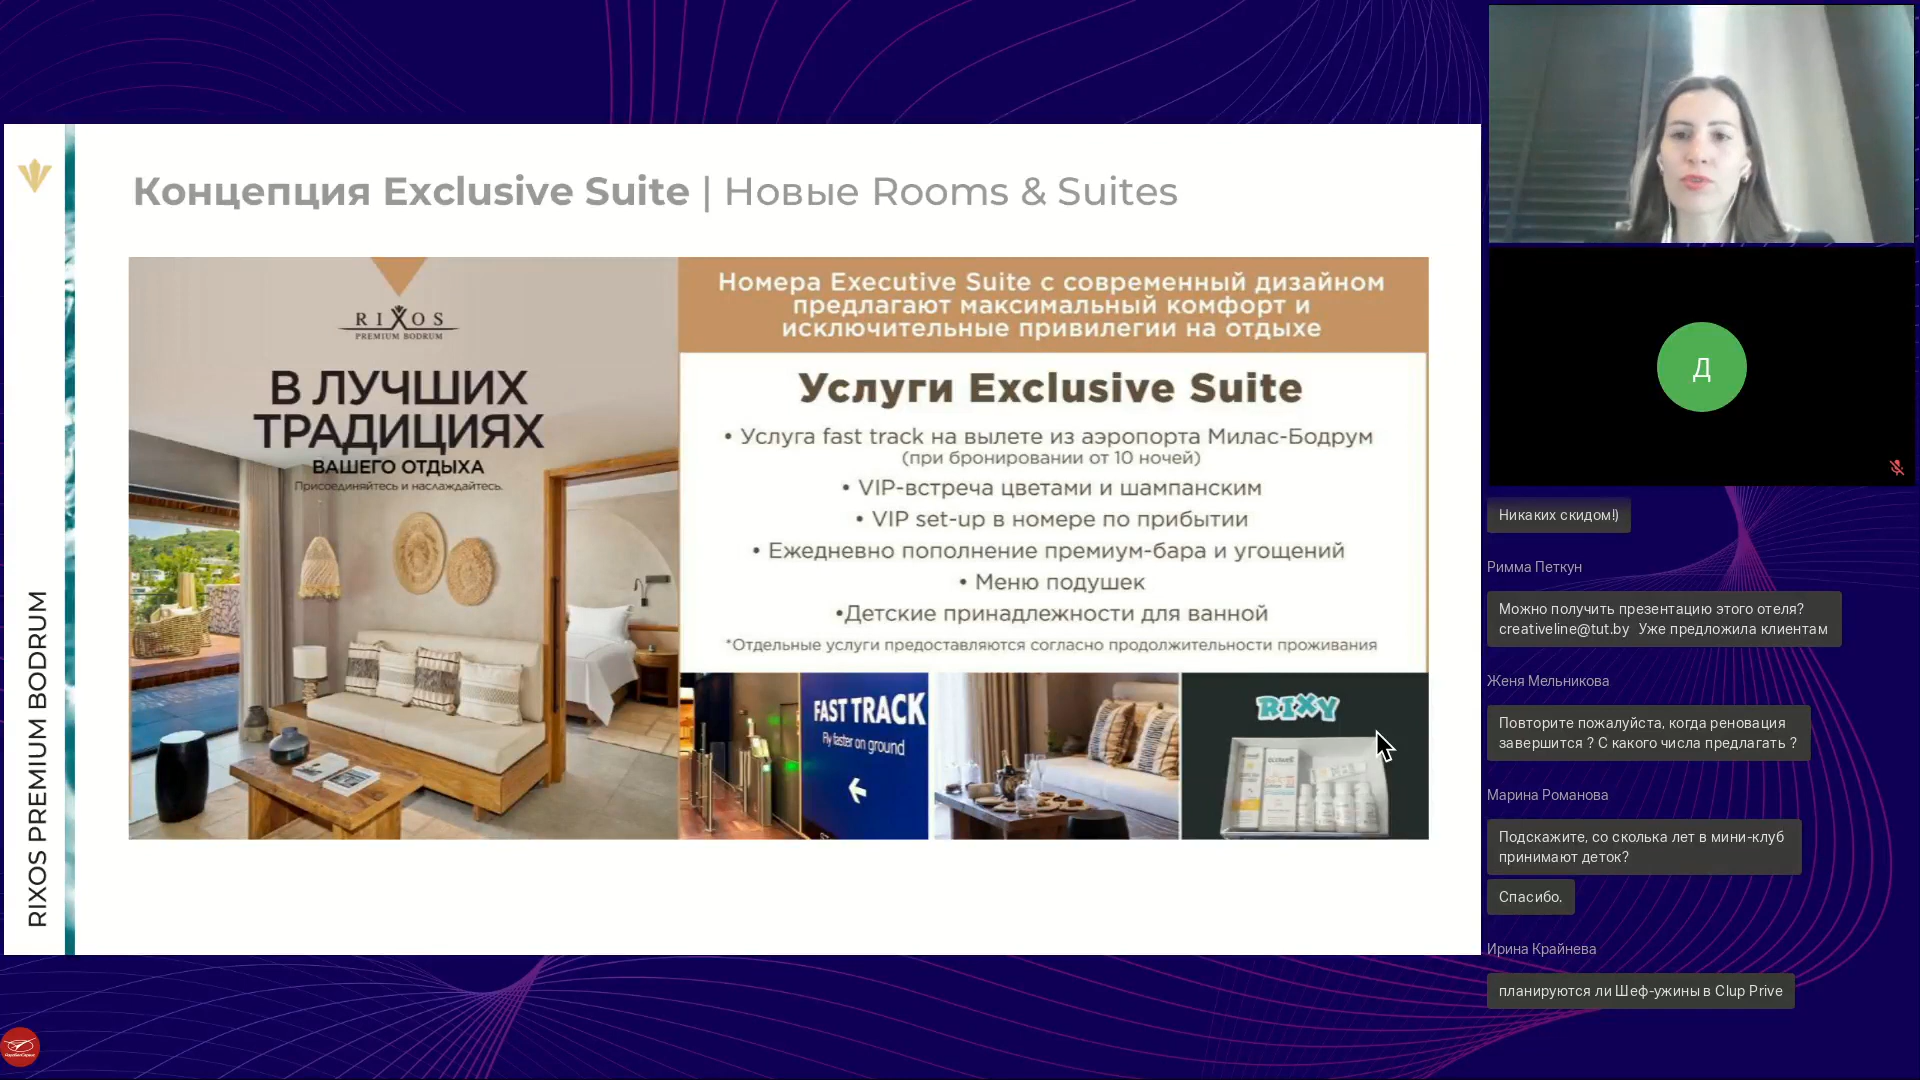 Концепция Exclusive Suite | Новые Rooms & Suites
RIXOS PREMIUM BODRUM
RIXOS
PREMIUM BODRUM
В ЛУЧШИХ
ТРАДИЦИЯХ
ВАШЕГО ОТДЫХА
Присоединяйтесь и наслаждайтесь.
Номера Executive Suite с современный дизайном
предлагают максимальный комфорт и
исключительные привилегии на отдыхе
Услуги Exclusive Suite
• Услуга fast track на вылете из аэропорта Милас-Бодрум
(при бронировании от 10 ночей)
• VIP-встреча цветами и шампанским
• VIP set-up в номере по прибытии
• Ежедневно пополнение премиум-бара и угощений
• Меню подушек
•Детские принадлежности для ванной
*Отдельные услуги предоставляются согласно продолжительности проживания
FAST TRACK
Fly faster on ground
RIXY
Д
Никаких скидом!)
Римма Петкун
Можно получить презентацию этого отеля?
creativeline@tut.by Уже предложила клиентам
Женя Мельникова
Повторите пожалуйста, когда реновация
завершится ? С какого числа предлагать ?
Марина Романова
Подскажите, со сколька лет в мини-клуб
принимают деток?
Спасибо.
Ирина Крайнева
планируются ли Шеф-ужины в Clup Prive